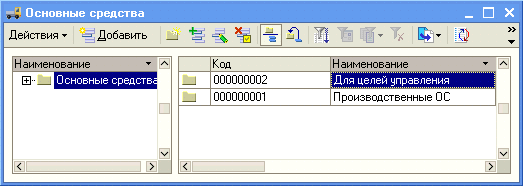 Основные средства
Действия Добавить
Наименование
Основные средства
Код Наименование
000000002 Для целей управления
000000001 Производственные ОС